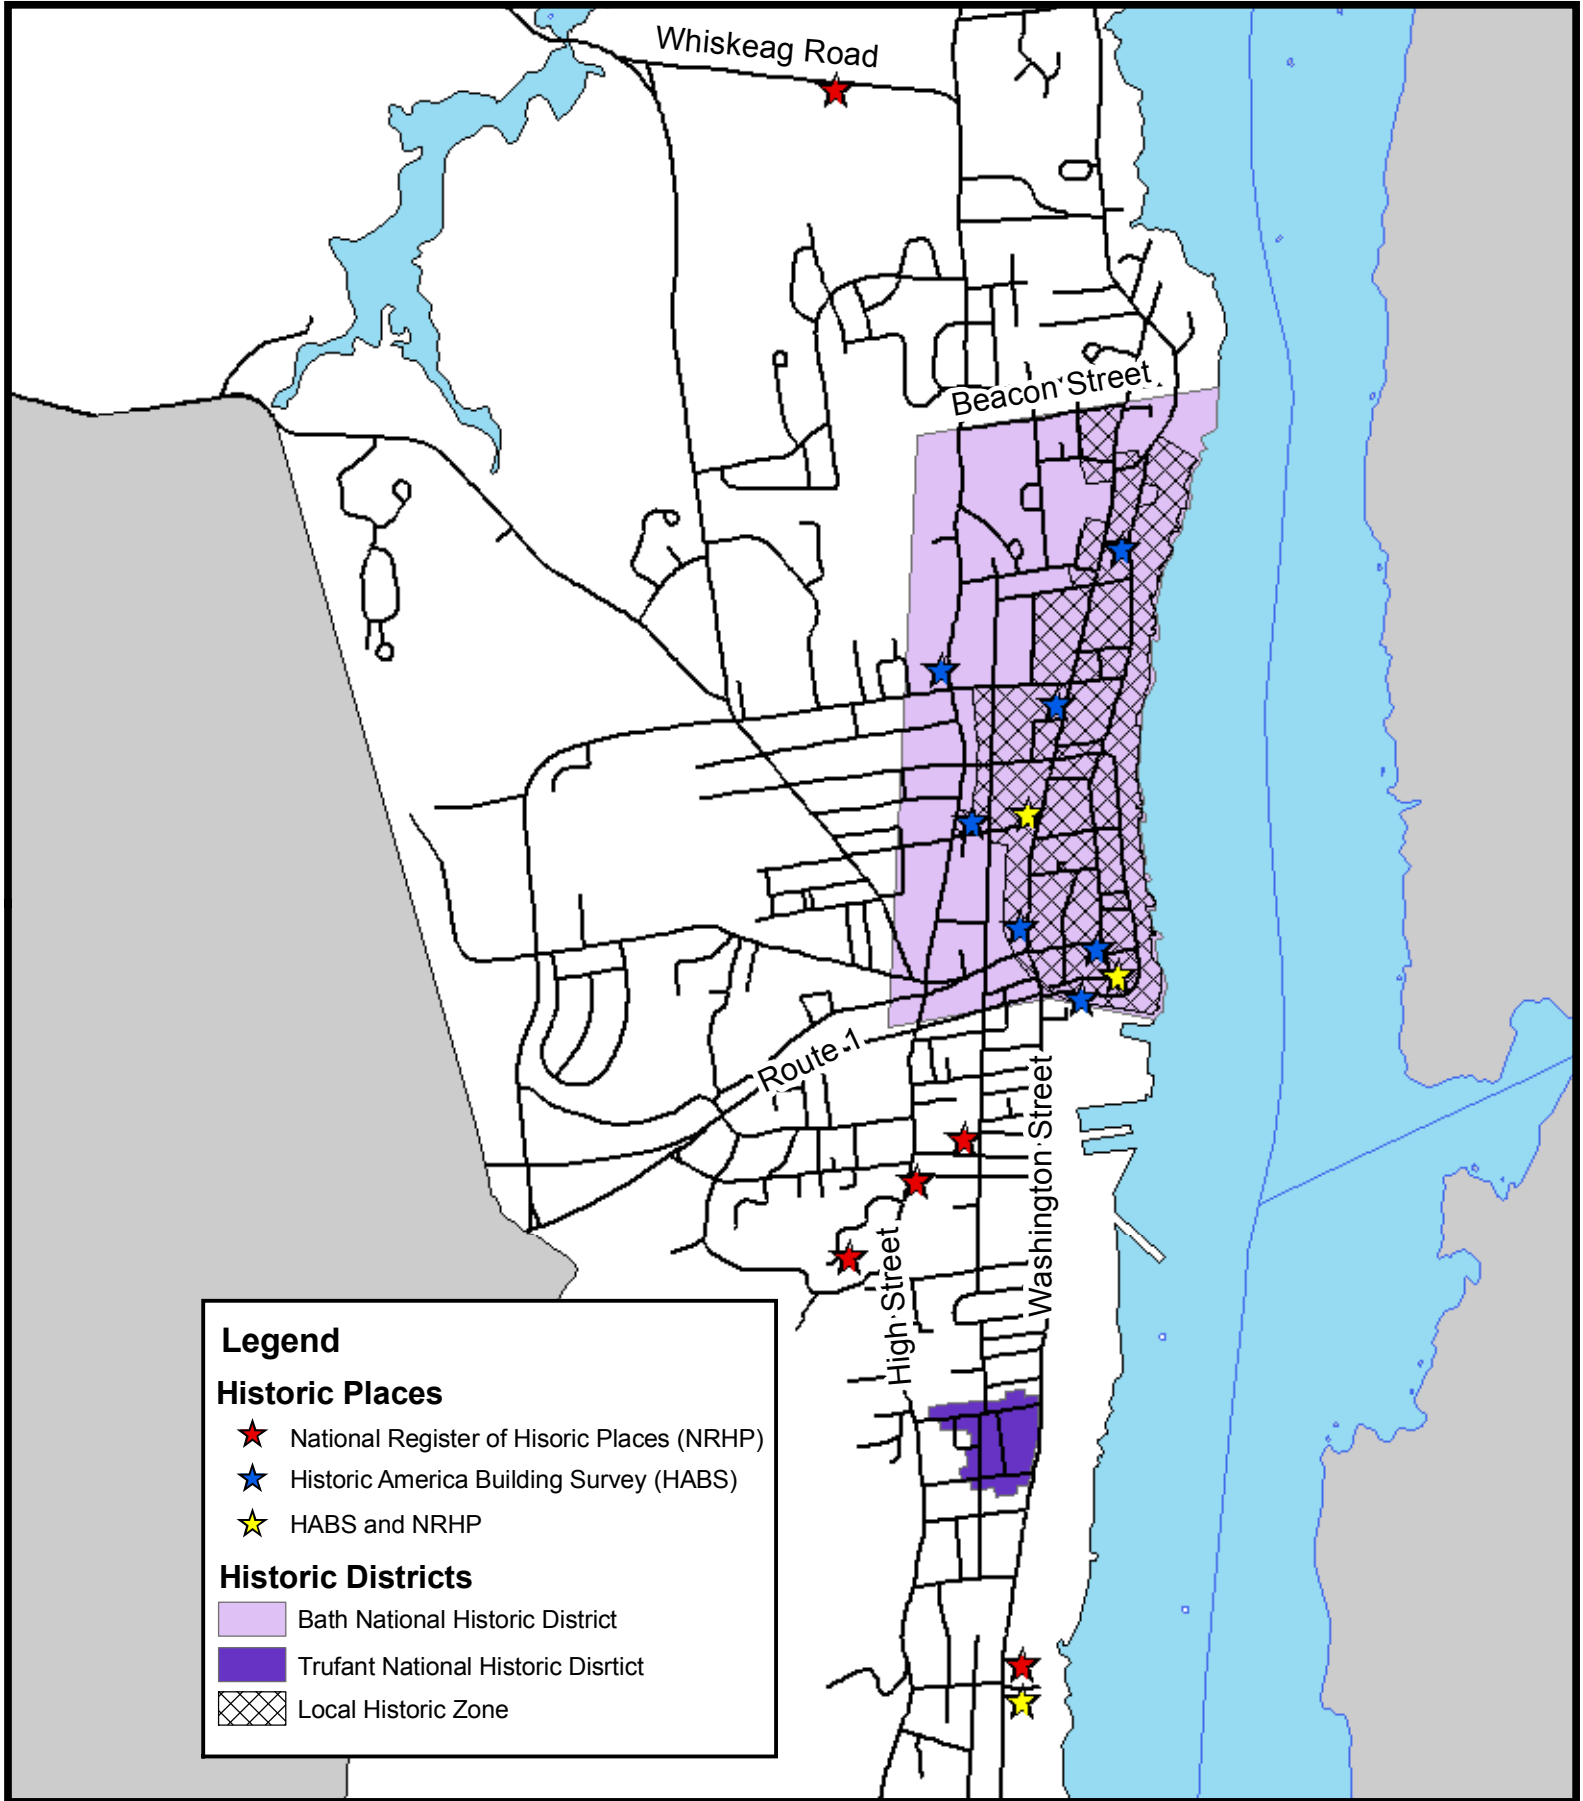 Whiskeag Road
Beacon Street
Route 1
Washington Street
High Street
Legend
Historic Places
National Register of Hisoric Places (NRHP)
Historic America Building Survey (HABS)
HABS and NRHP
Historic Districts
Bath National Historic District
Trufant National Historic Disrtict
Local Historic Zone